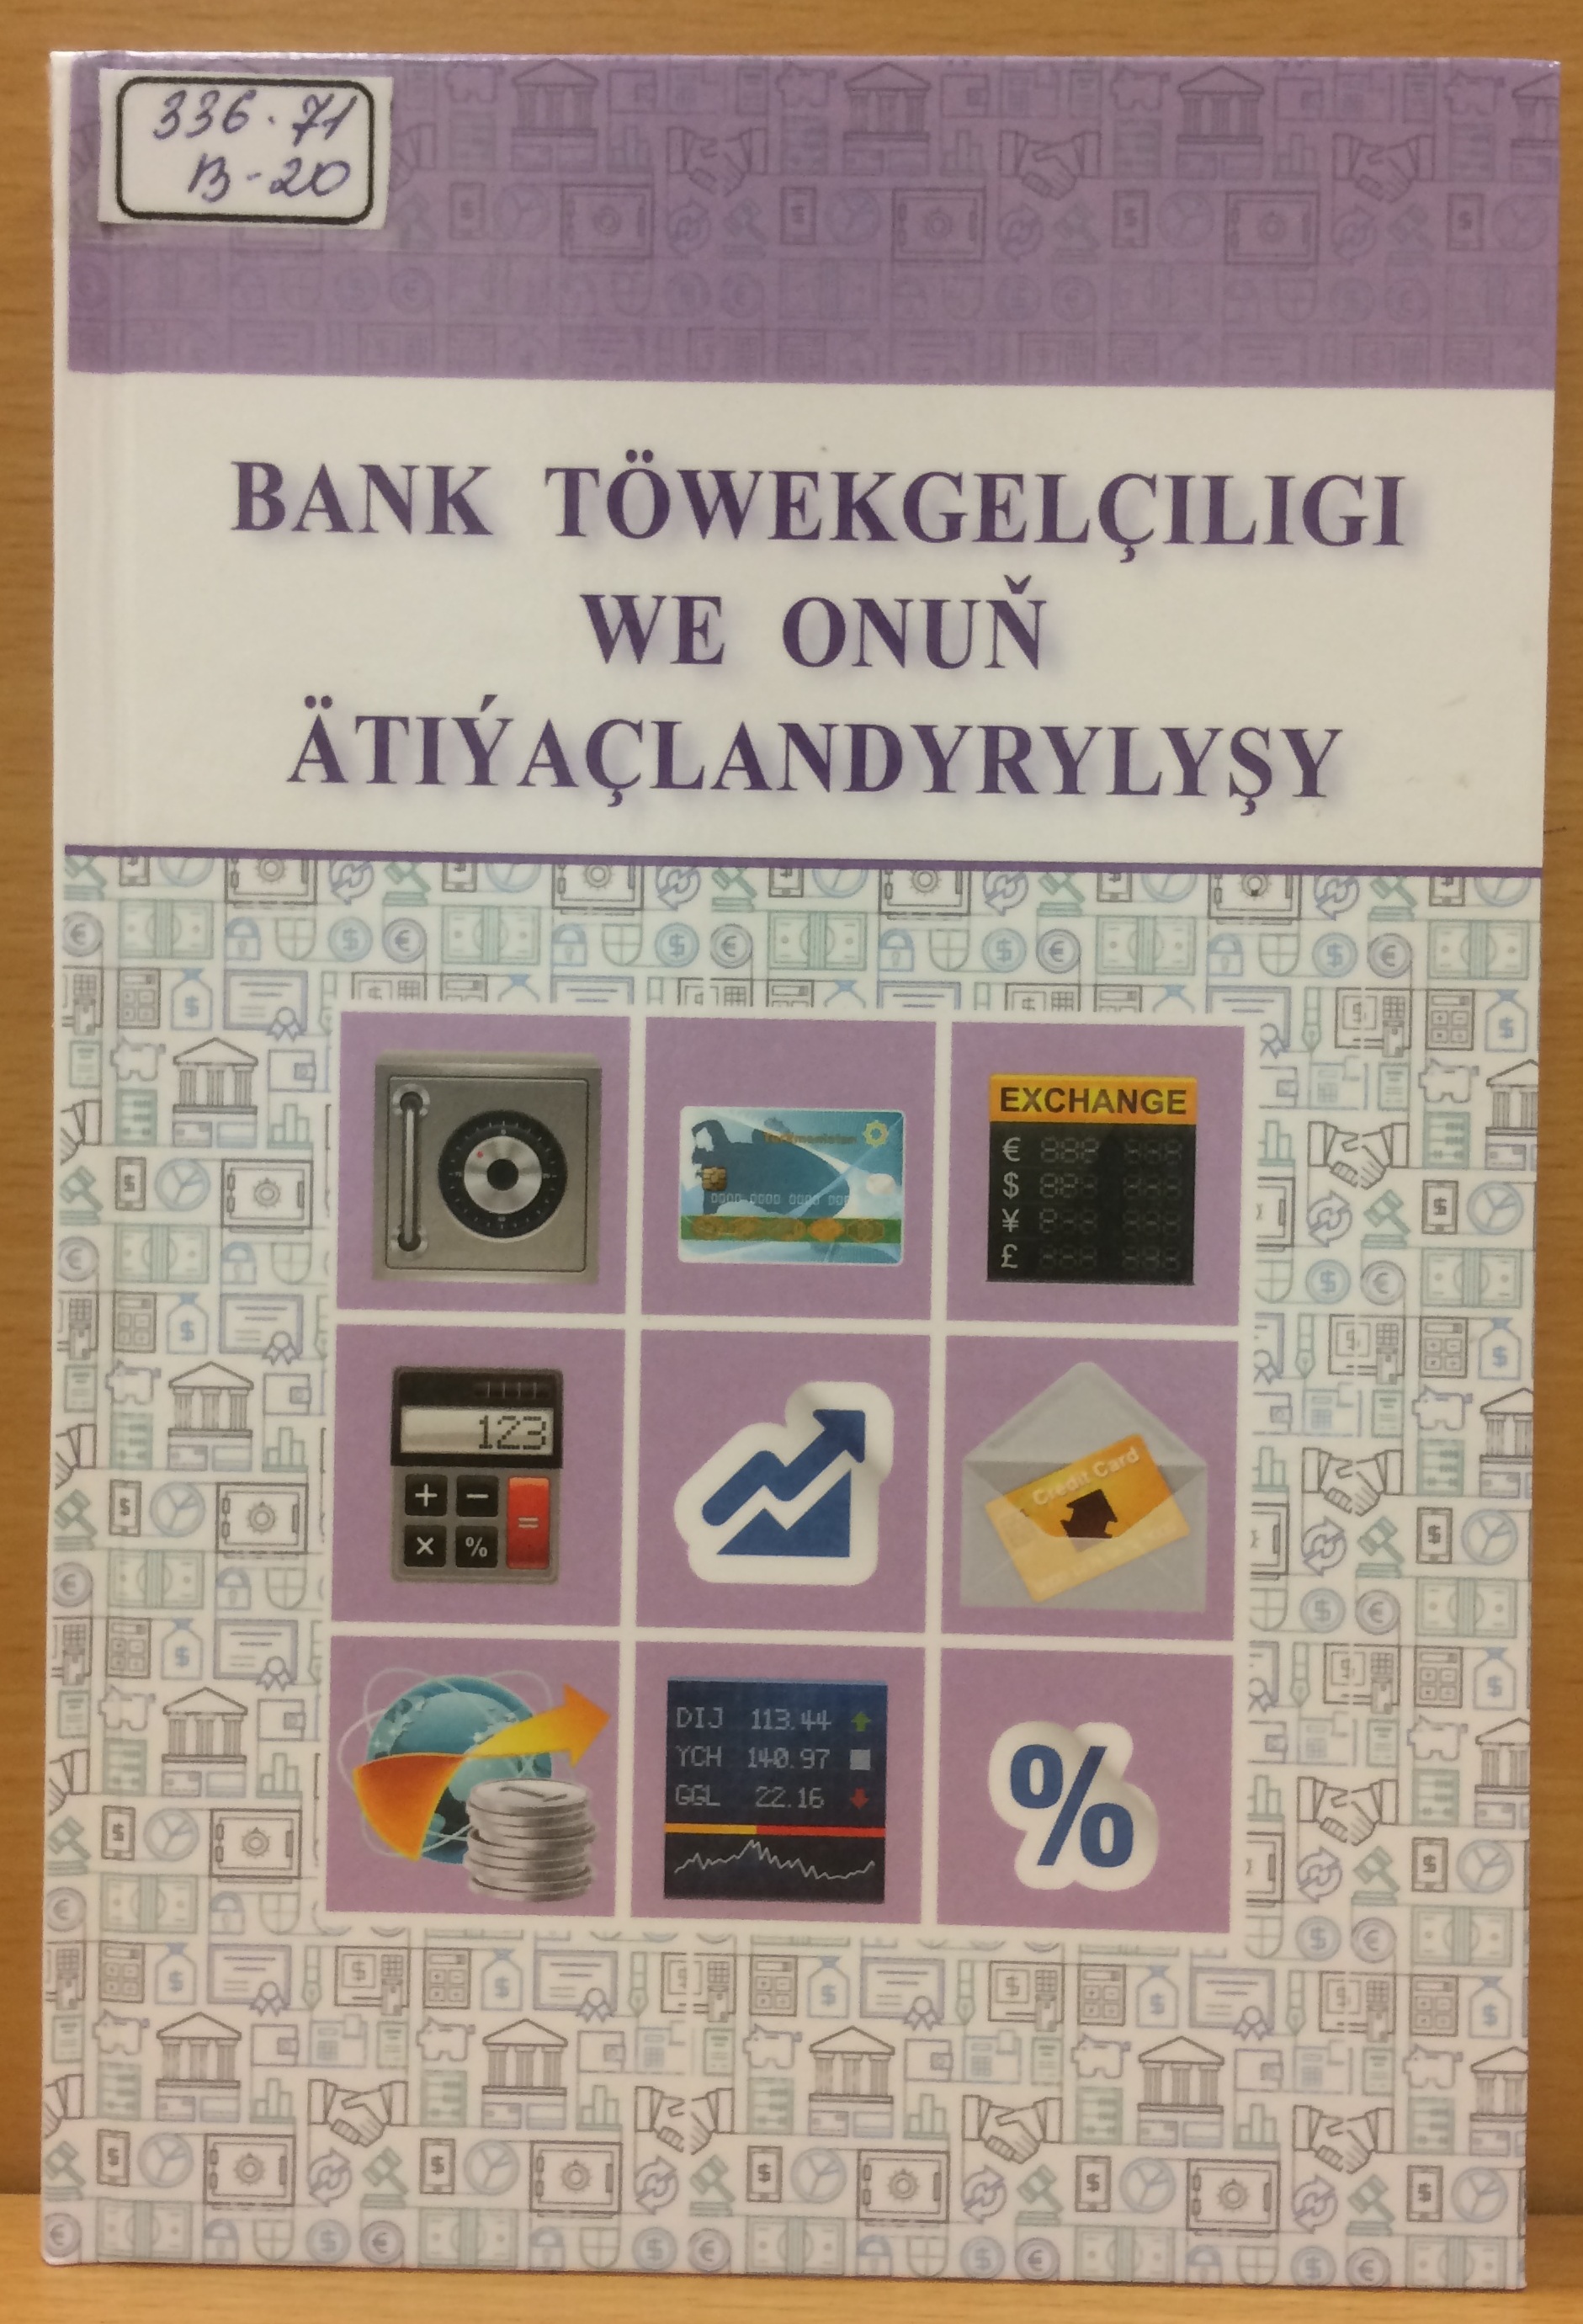 336.71
B-20
BANK TÖWEKGELÇILIGI
WE ONUŇ
ÄTIÝAÇLANDYRYLYŞY
Türkmenistan
EXCHANGE
€
$
¥
£
123
+ −
=
× %
Credit Card
DIJ 113.44
YCH 140.97
GGL 22.16
%